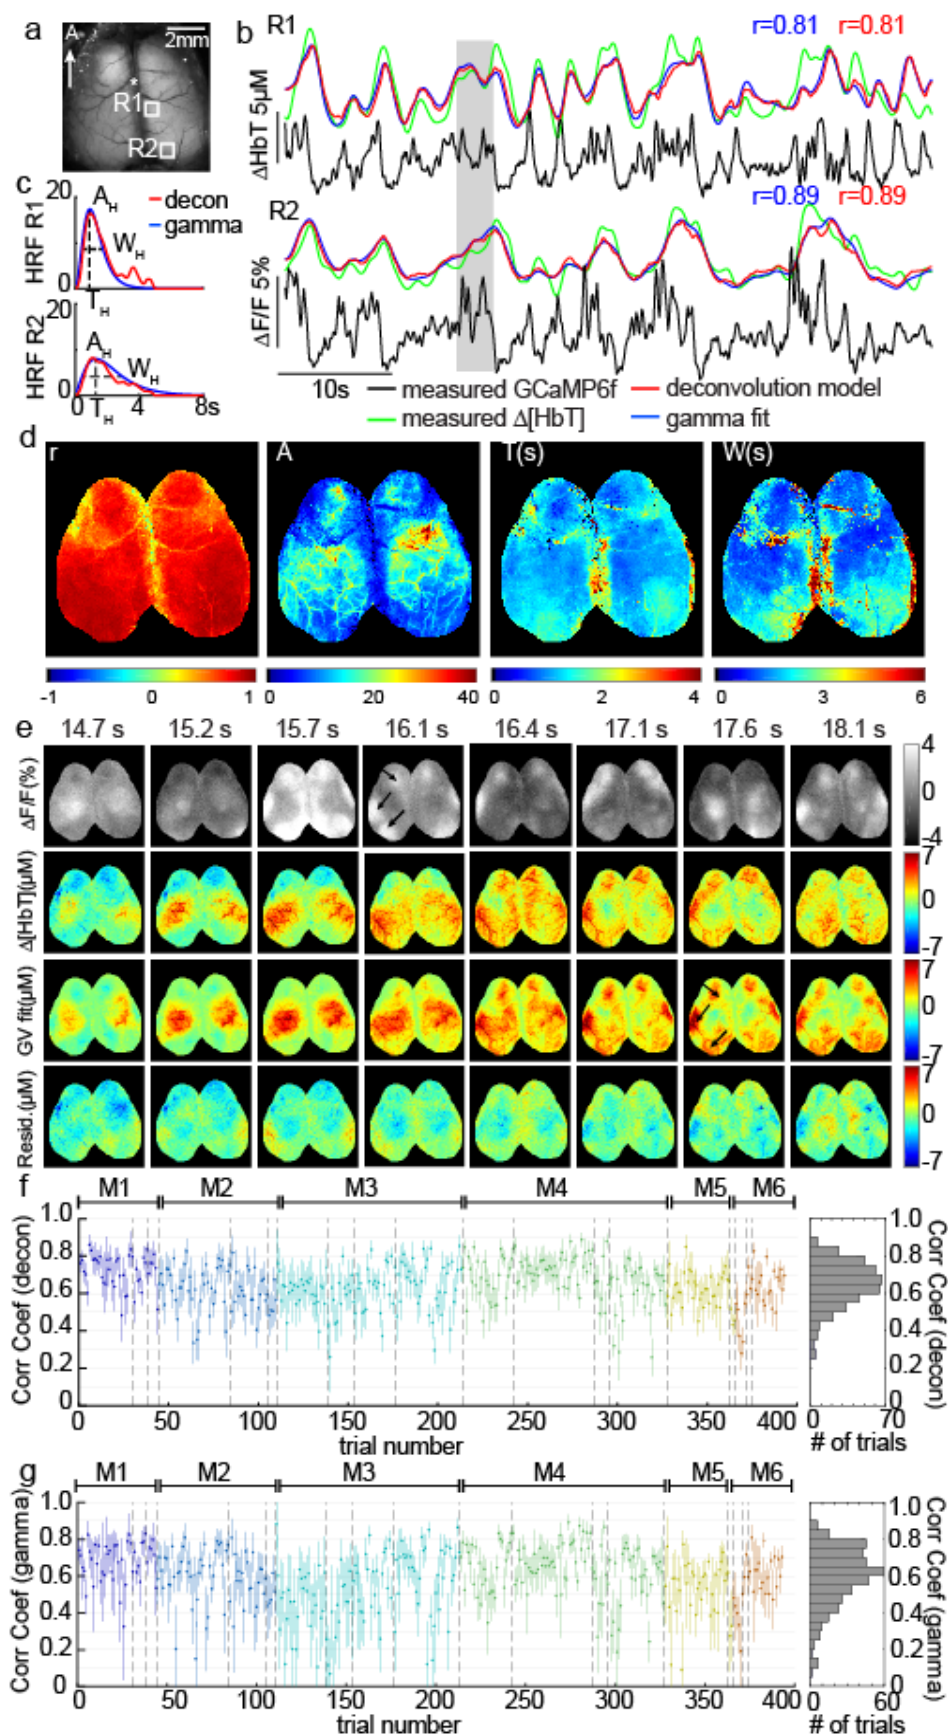 a
A
2mm
*
R1
R2
b
R1
r=0.81 r=0.81
ΔHbT 5μM
R2
r=0.89 r=0.89
ΔF/F 5%
10s
measured GCaMP6f
deconvolution model
measured Δ[HbT]
gamma fit
c
20
HRF R1
0
A_H
W_H
T_H
decon
gamma
20
HRF R2
0
A_H
W_H
T_H
0 4 8s
d
r
A
T(s)
W(s)
-1 0 1
0 20 40
0 2 4
0 3 6
e
14.7 s 15.2 s 15.7 s 16.1 s 16.4 s 17.1 s 17.6 s 18.1 s
ΔF/F(%)
4
0
-4
Δ[HbT](μM)
7
0
-7
GV fit(μM)
7
0
-7
Resid.(μM)
7
0
-7
f
M1 M2 M3 M4 M5 M6
Corr Coef (decon)
1.0
0.8
0.6
0.4
0.2
0
0 50 100 150 200 250 300 350 400
trial number
1.0
0.8
0.6
0.4
0.2
0
Corr Coef (decon)
0 70
# of trials
g
M1 M2 M3 M4 M5 M6
Corr Coef (gamma)
1.0
0.8
0.6
0.4
0.2
0
0 50 100 150 200 250 300 350 400
trial number
1.0
0.8
0.6
0.4
0.2
0
Corr Coef (gamma)
0 60
# of trials